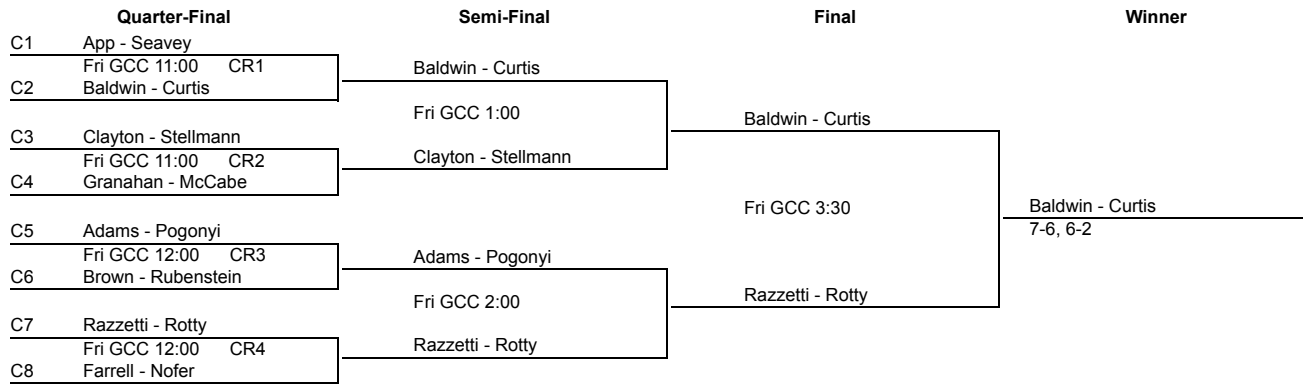 Quarter-Final Semi-Final Final Winner
C1 App - Seavey
Fri GCC 11:00 CR1
C2 Baldwin - Curtis
C3 Clayton - Stellmann
Fri GCC 11:00 CR2
C4 Granahan - McCabe
C5 Adams - Pogonyi
Fri GCC 12:00 CR3
C6 Brown - Rubenstein
C7 Razzetti - Rotty
Fri GCC 12:00 CR4
C8 Farrell - Nofer
Baldwin - Curtis
Fri GCC 1:00
Clayton - Stellmann
Adams - Pogonyi
Fri GCC 2:00
Razzetti - Rotty
Baldwin - Curtis
Fri GCC 3:30
Razzetti - Rotty
Baldwin - Curtis
7-6, 6-2